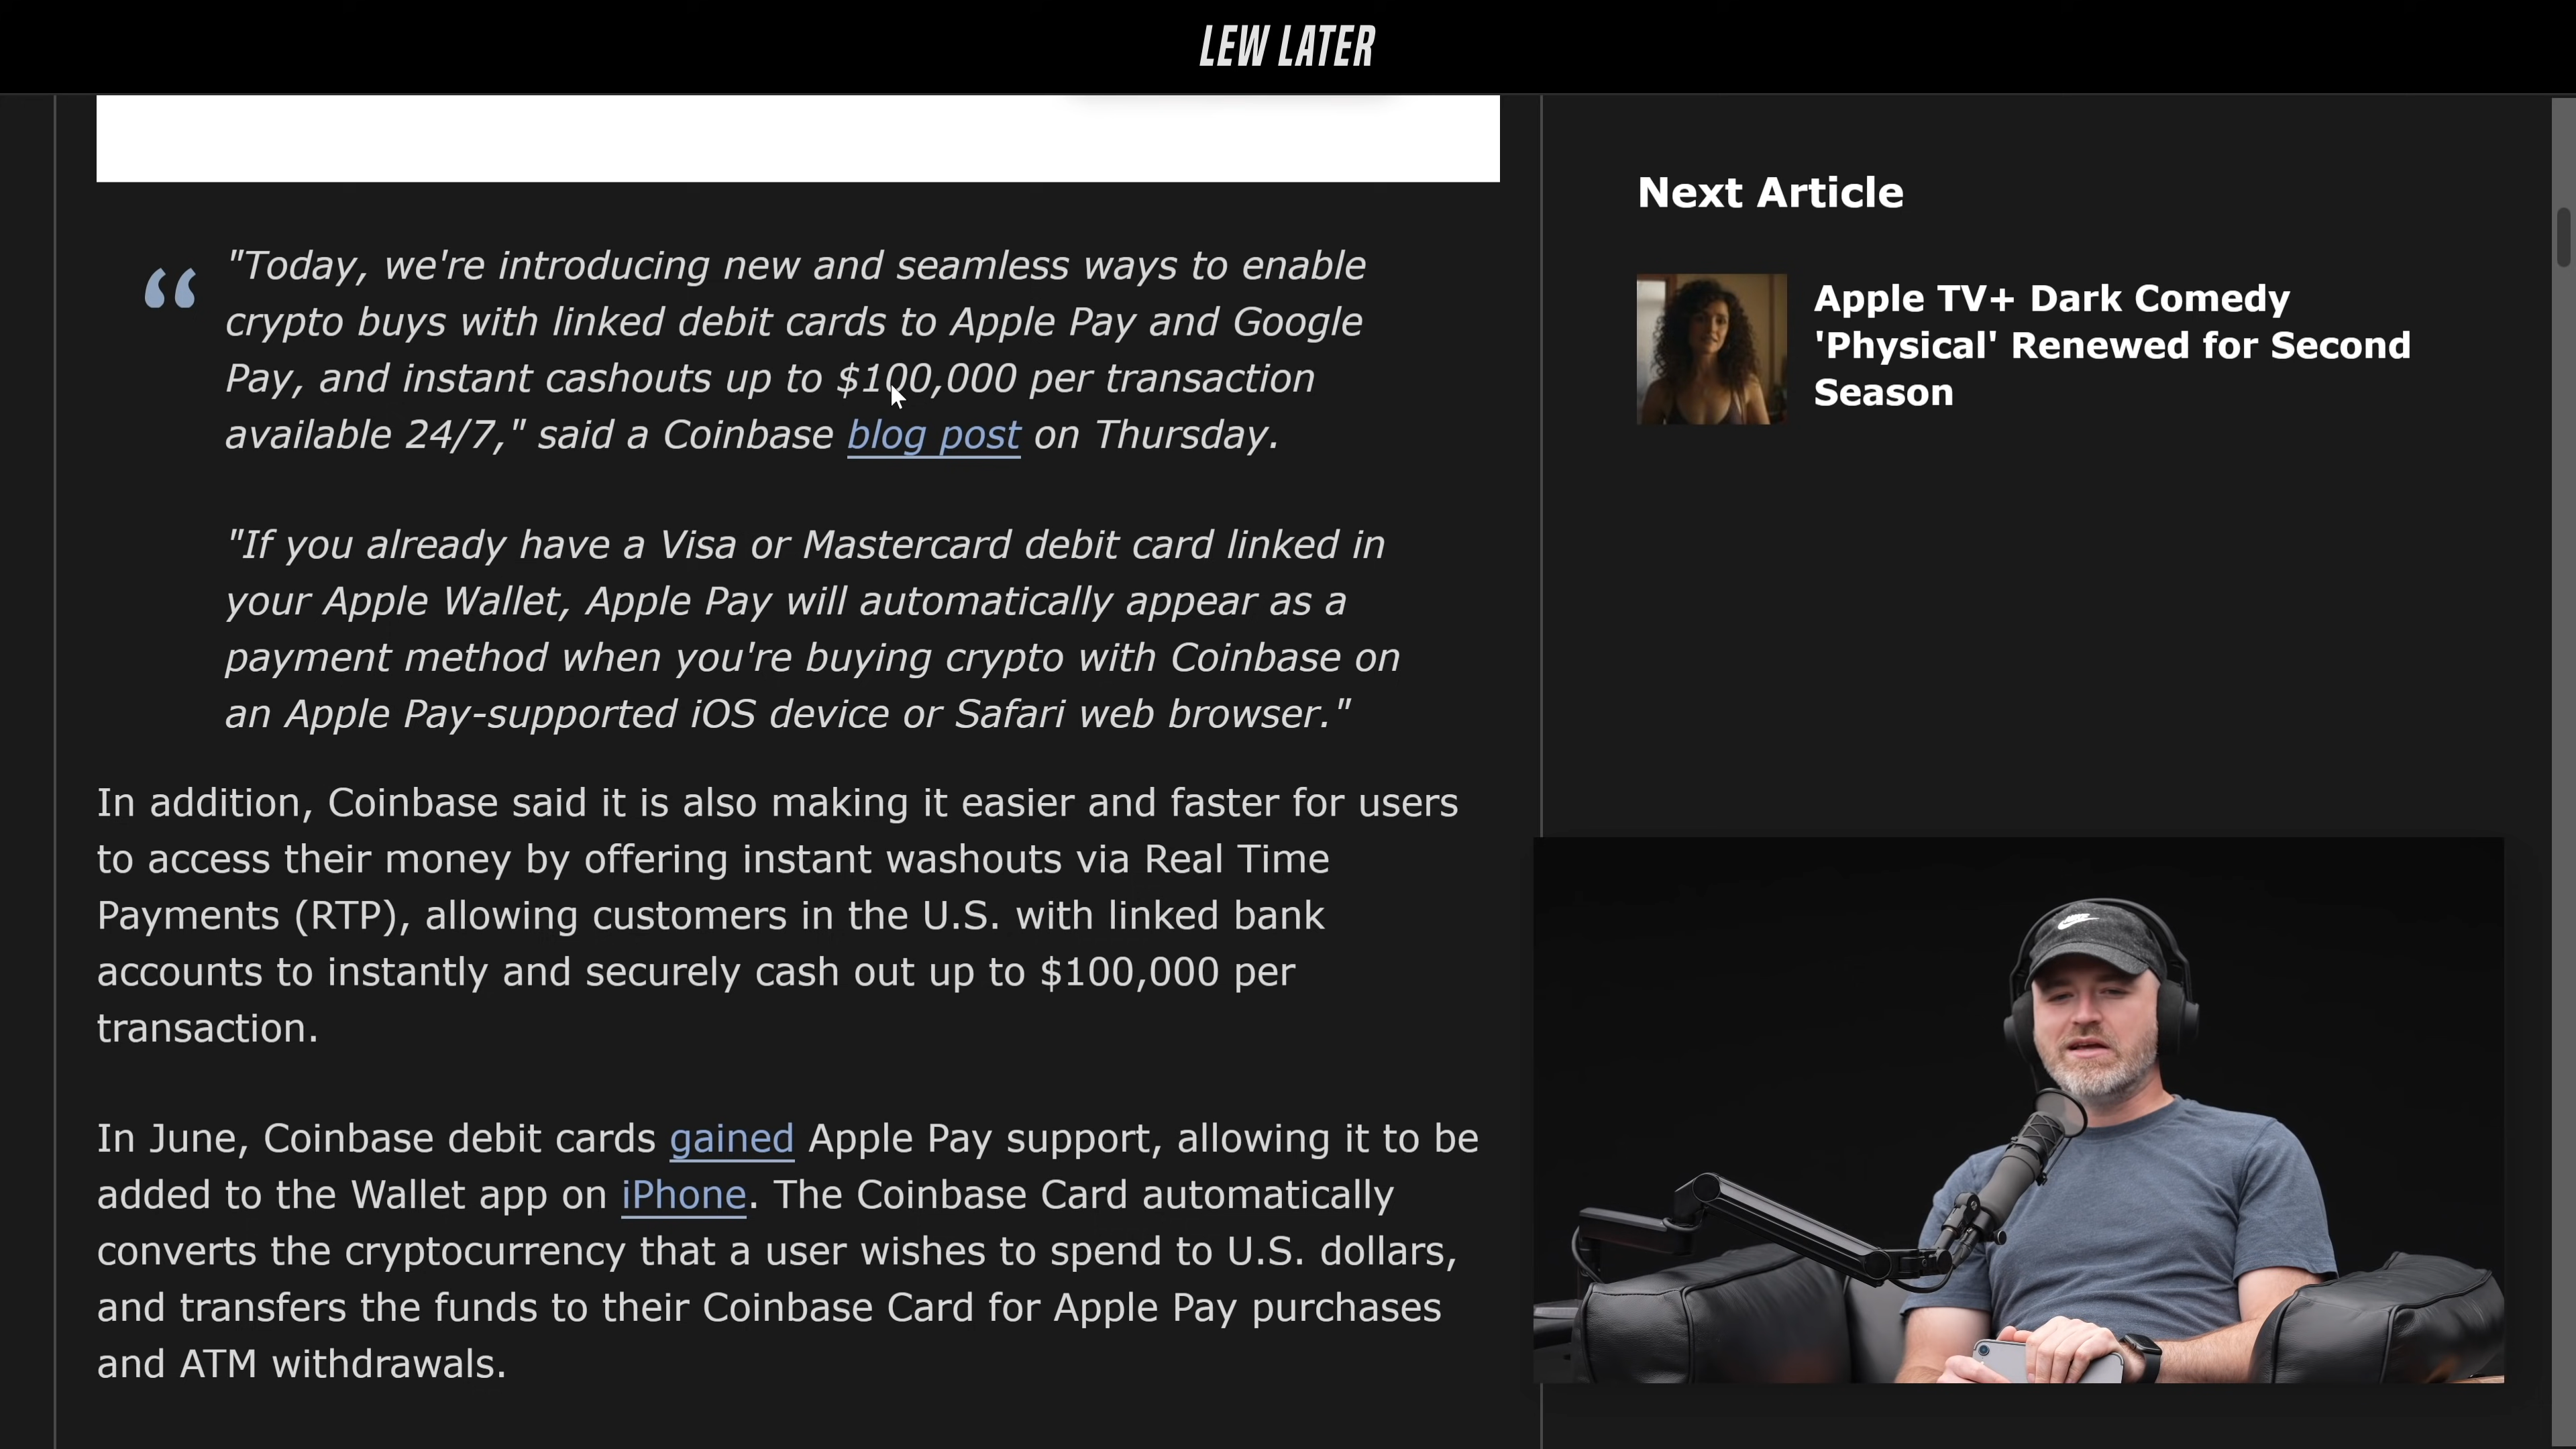 LEW LATER
"Today, we're introducing new and seamless ways to enable
crypto buys with linked debit cards to Apple Pay and Google
Pay, and instant cashouts up to $100,000 per transaction
available 24/7," said a Coinbase blog post on Thursday.
"If you already have a Visa or Mastercard debit card linked in
your Apple Wallet, Apple Pay will automatically appear as a
payment method when you're buying crypto with Coinbase on
an Apple Pay-supported iOS device or Safari web browser."
In addition, Coinbase said it is also making it easier and faster for users
to access their money by offering instant washouts via Real Time
Payments (RTP), allowing customers in the U.S. with linked bank
accounts to instantly and securely cash out up to $100,000 per
transaction.
In June, Coinbase debit cards gained Apple Pay support, allowing it to be
added to the Wallet app on iPhone. The Coinbase Card automatically
converts the cryptocurrency that a user wishes to spend to U.S. dollars,
and transfers the funds to their Coinbase Card for Apple Pay purchases
and ATM withdrawals.
Next Article
Apple TV+ Dark Comedy
'Physical' Renewed for Second
Season